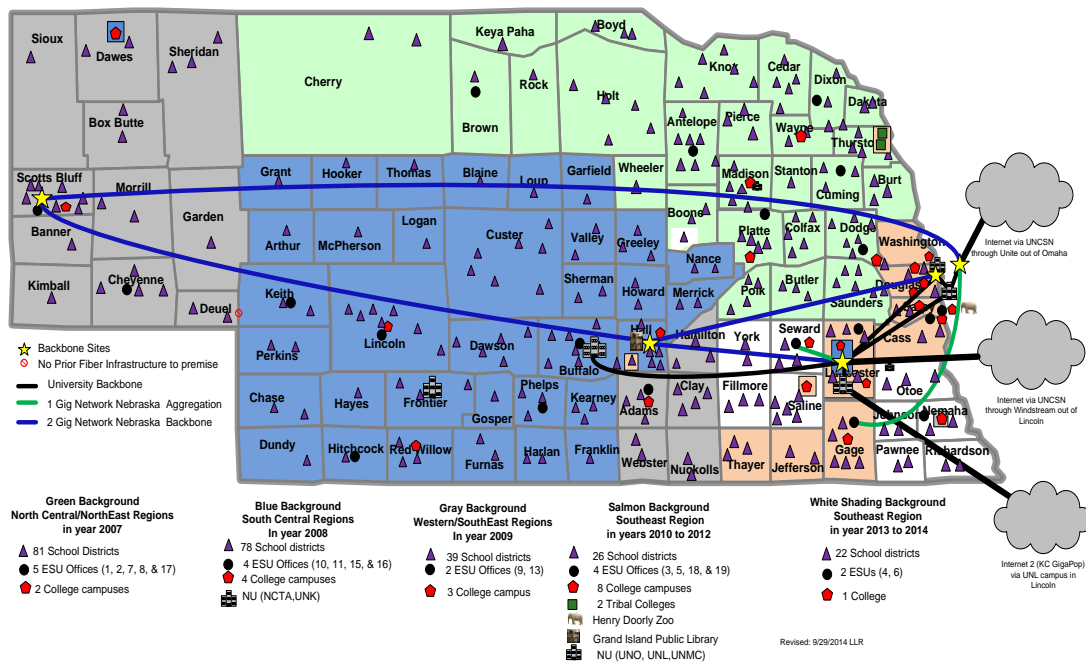 Sioux
Dawes
Sheridan
Cherry
Keya Paha
Boyd
Knox
Cedar
Dixon
Dakota
Box Butte
Brown
Rock
Holt
Antelope
Pierce
Wayne
Thurston
Scotts Bluff
Morrill
Garden
Grant
Hooker
Thomas
Blaine
Loup
Garfield
Wheeler
Madison
Stanton
Cuming
Burt
Banner
Arthur
McPherson
Logan
Custer
Valley
Greeley
Boone
Platte
Colfax
Dodge
Washington
Nance
Kimball
Cheyenne
Deuel
Keith
Sherman
Howard
Merrick
Polk
Butler
Saunders
Douglas
Perkins
Lincoln
Dawson
Buffalo
Hall
Hamilton
York
Seward
Lancaster
Cass
Otoe
Chase
Hayes
Frontier
Gosper
Phelps
Kearney
Adams
Clay
Fillmore
Saline
Johnson
Nemaha
Dundy
Hitchcock
Red Willow
Furnas
Harlan
Franklin
Webster
Nuckolls
Thayer
Jefferson
Gage
Pawnee
Richardson
Internet via UNCSN
through Unite out of Omaha
Internet via UNCSN
through Windstream out of
Lincoln
Internet 2 (KC GigaPop)
via UNL campus in
Lincoln
Backbone Sites
No Prior Fiber Infrastructure to premise
University Backbone
1 Gig Network Nebraska Aggregation
2 Gig Network Nebraska Backbone
Green Background
North Central/NorthEast Regions
in year 2007
81 School Districts
5 ESU Offices (1, 2, 7, 8, & 17)
2 College campuses
Blue Background
South Central Regions
In year 2008
78 School districts
4 ESU Offices (10, 11, 15, & 16)
4 College campuses
NU (NCTA,UNK)
Gray Background
Western/SouthEast Regions
In year 2009
39 School districts
2 ESU Offices (9, 13)
3 College campus
Salmon Background
Southeast Region
in years 2010 to 2012
26 School districts
4 ESU Offices (3, 5, 18, & 19)
8 College campuses
2 Tribal Colleges
Henry Doorly Zoo
Grand Island Public Library
NU (UNO, UNL,UNMC)
White Shading Background
Southeast Region
in year 2013 to 2014
22 School districts
2 ESUs (4, 6)
1 College
Revised: 9/29/2014 LLR